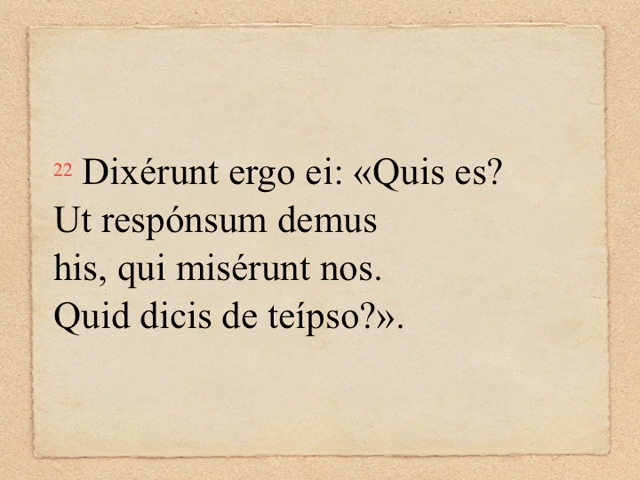 22 Dixérunt ergo ei: «Quis es?
Ut respónsum demus
his, qui misérunt nos.
Quid dicis de teípso?».